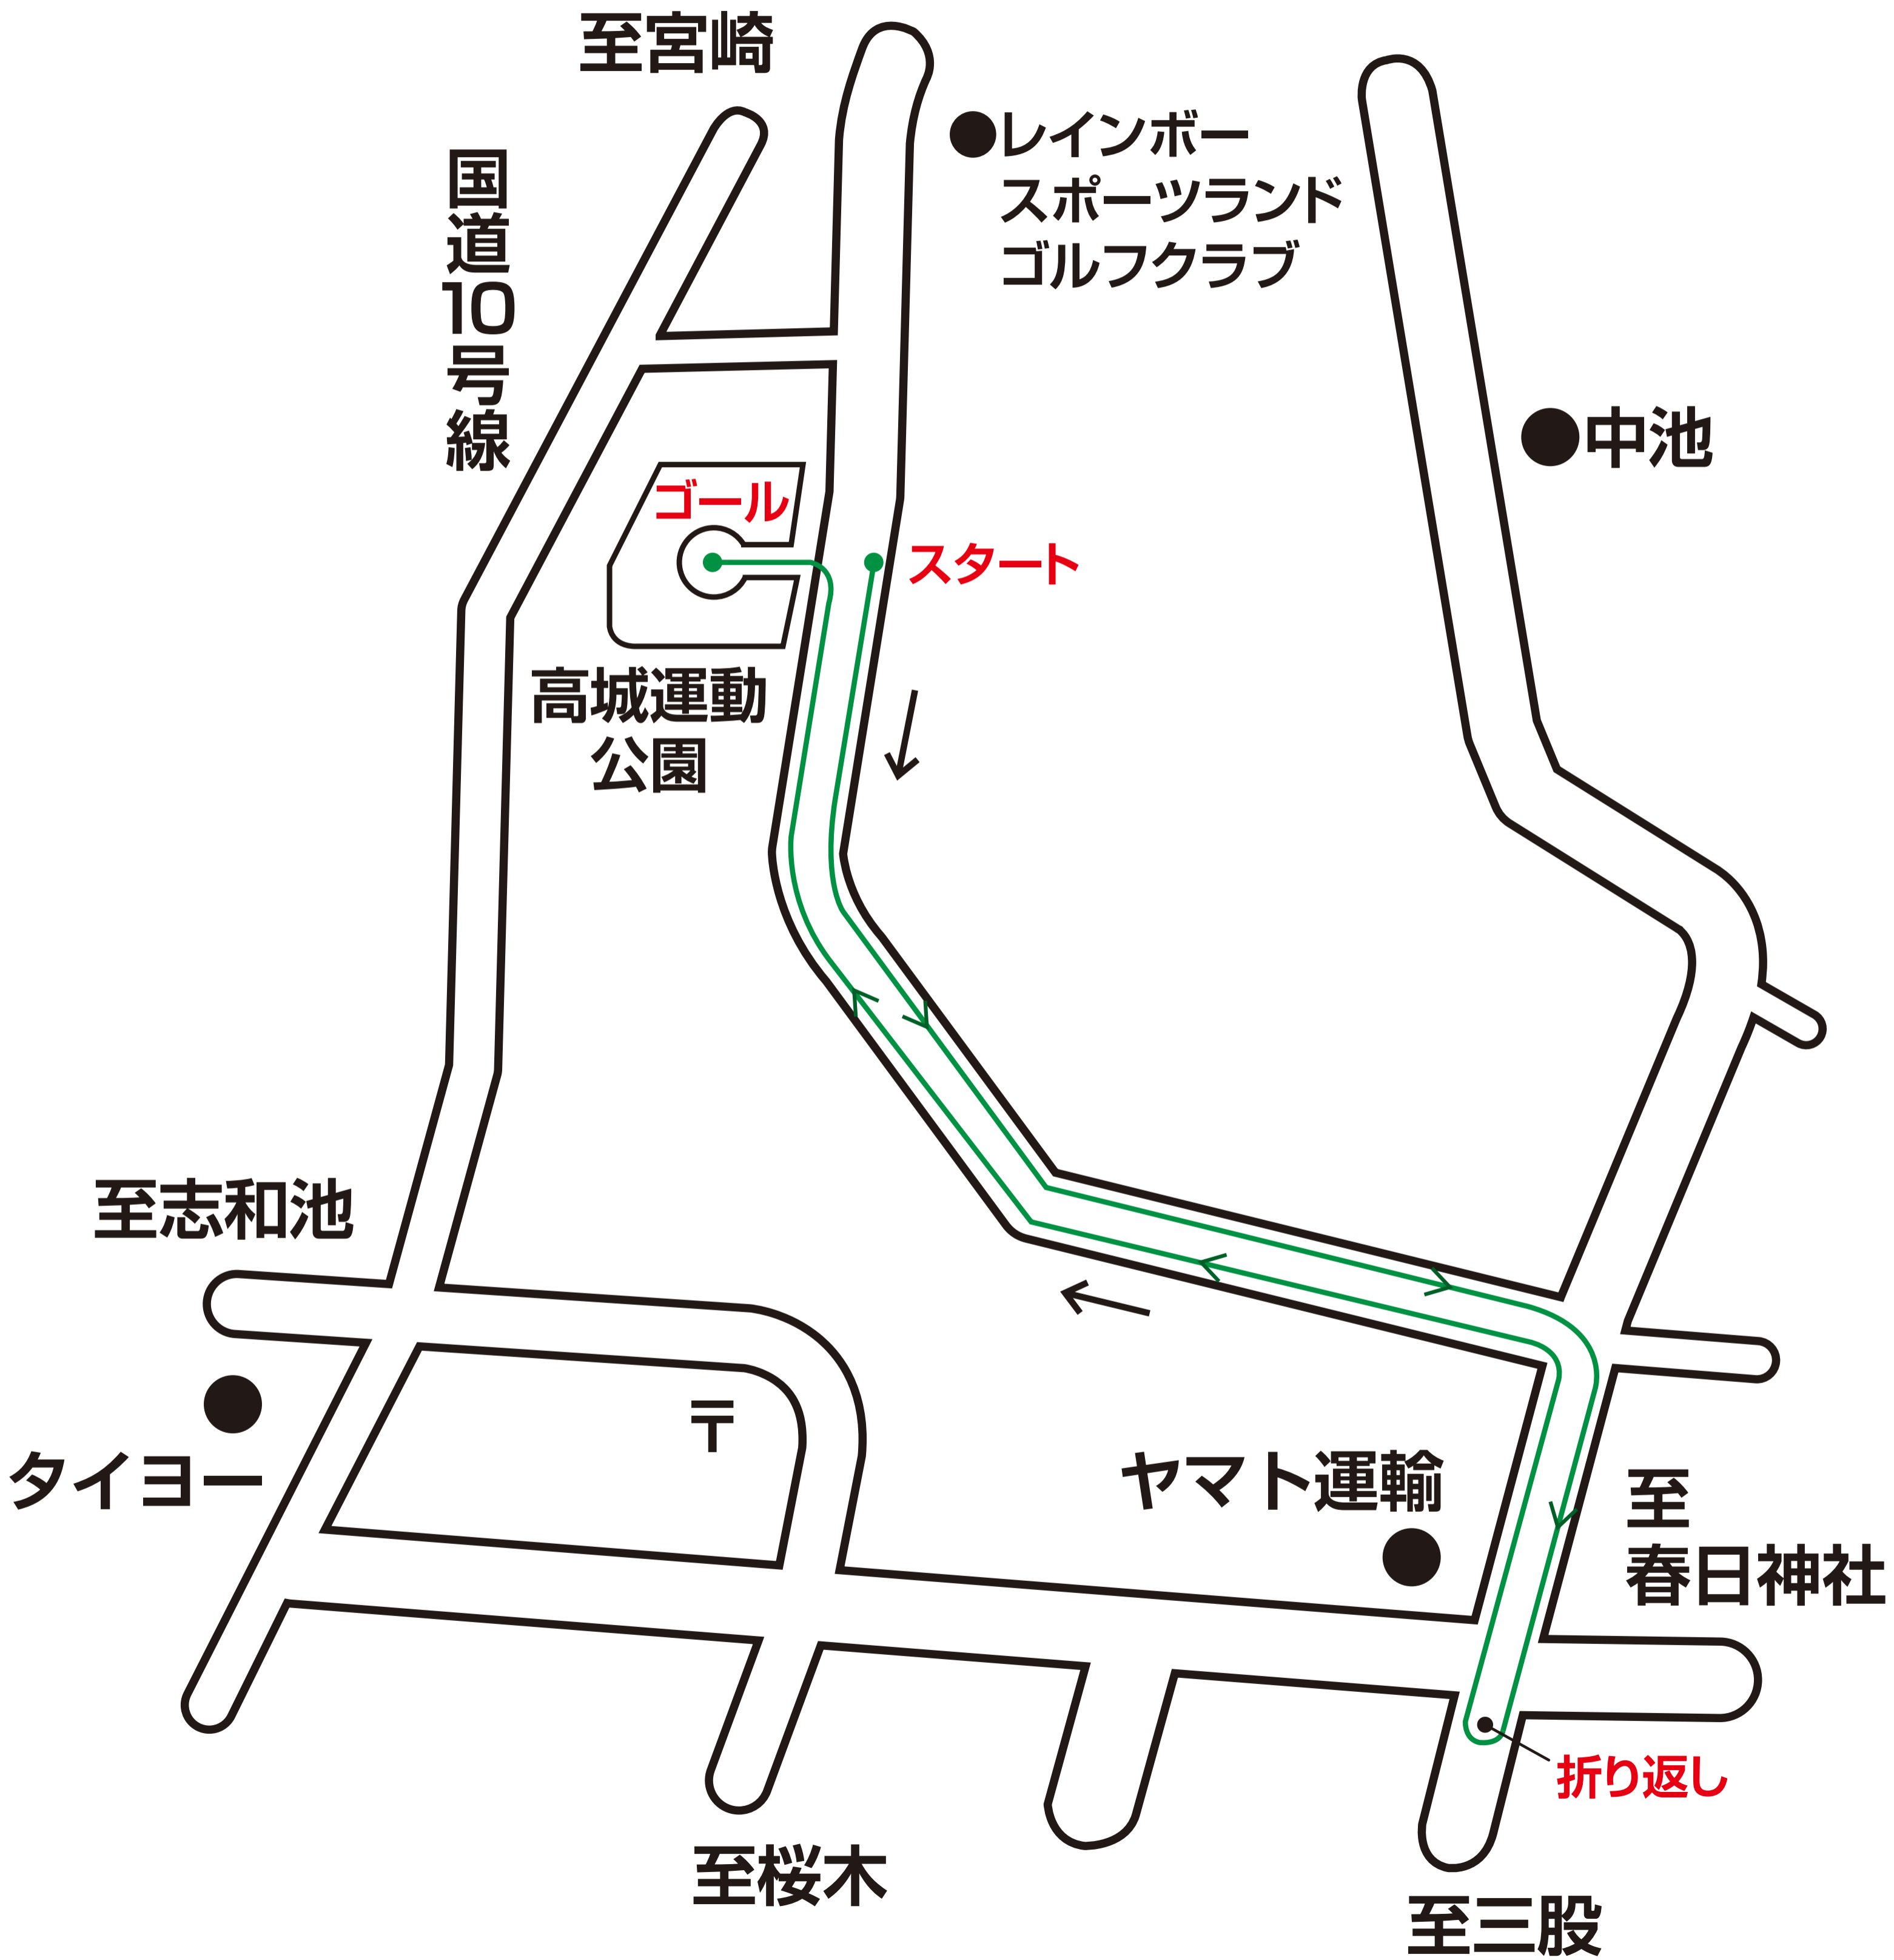 至宮崎
レインボー
スポーツランド
ゴルフクラブ
国道10号線
中池
ゴール
スタート
高城運動
公園
至志和池
〒
タイヨー
ヤマト運輸
至
春日神社
折り返し
至桜木
至三股